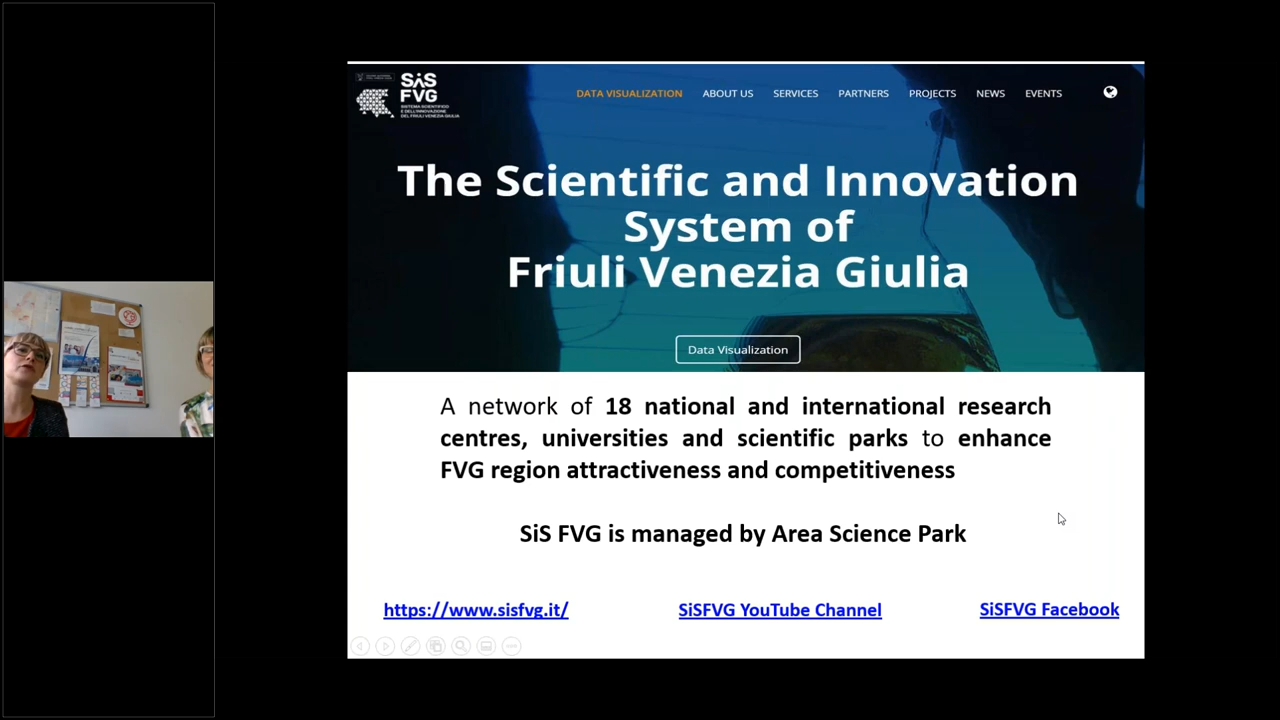 SiS
FVG
SISTEMA SCIENTIFICO
E DELL'INNOVAZIONE
DEL FRIULI VENEZIA GIULIA
DATA VISUALIZATION ABOUT US SERVICES PARTNERS PROJECTS NEWS EVENTS
The Scientific and Innovation
System of
Friuli Venezia Giulia
Data Visualization
A network of 18 national and international research
centres, universities and scientific parks to enhance
FVG region attractiveness and competitiveness
SiS FVG is managed by Area Science Park
https://www.sisfvg.it/ SiSFVG YouTube Channel SiSFVG Facebook